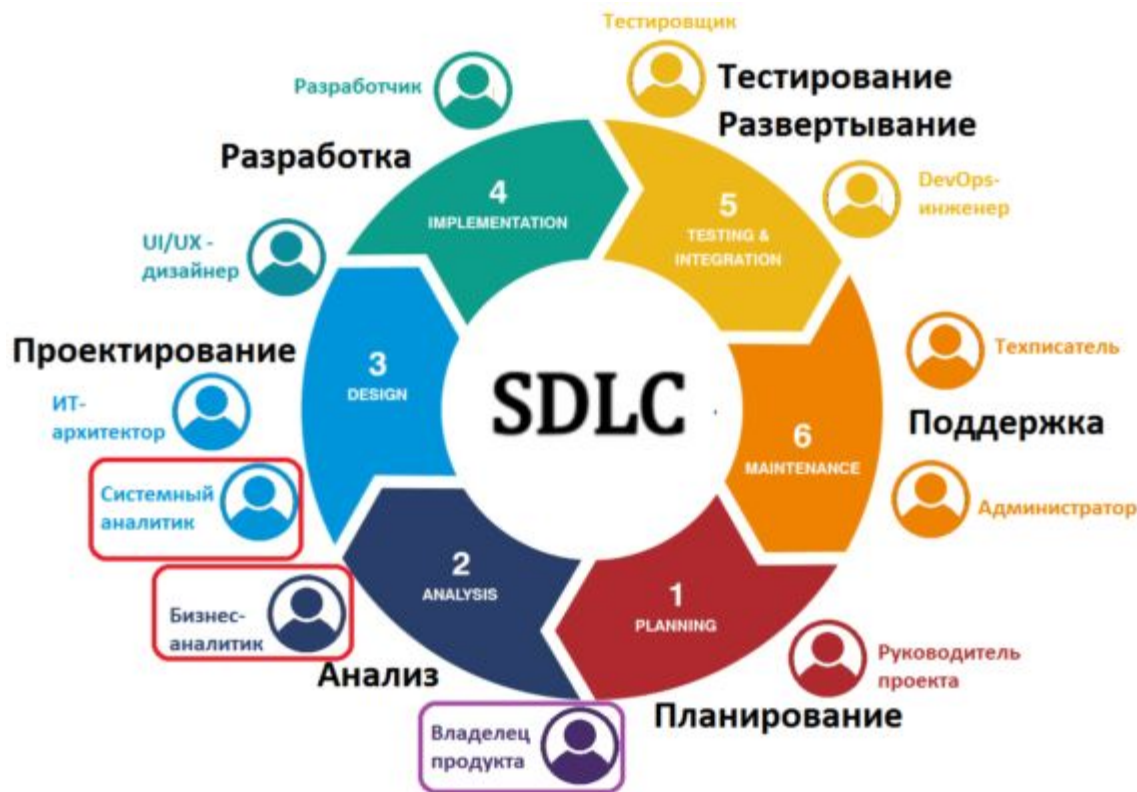 Тестировщик
Тестирование
Развертывание
Разработчик
Разработка
DevOps-
инженер
4
IMPLEMENTATION
5
TESTING &
INTEGRATION
UI/UX -
дизайнер
Проектирование
3
DESIGN
SDLC
Техписатель
Поддержка
ИТ-
архитектор
6
MAINTENANCE
Системный
аналитик
Администратор
2
ANALYSIS
1
PLANNING
Бизнес-
аналитик
Анализ
Руководитель
проекта
Планирование
Владелец
продукта